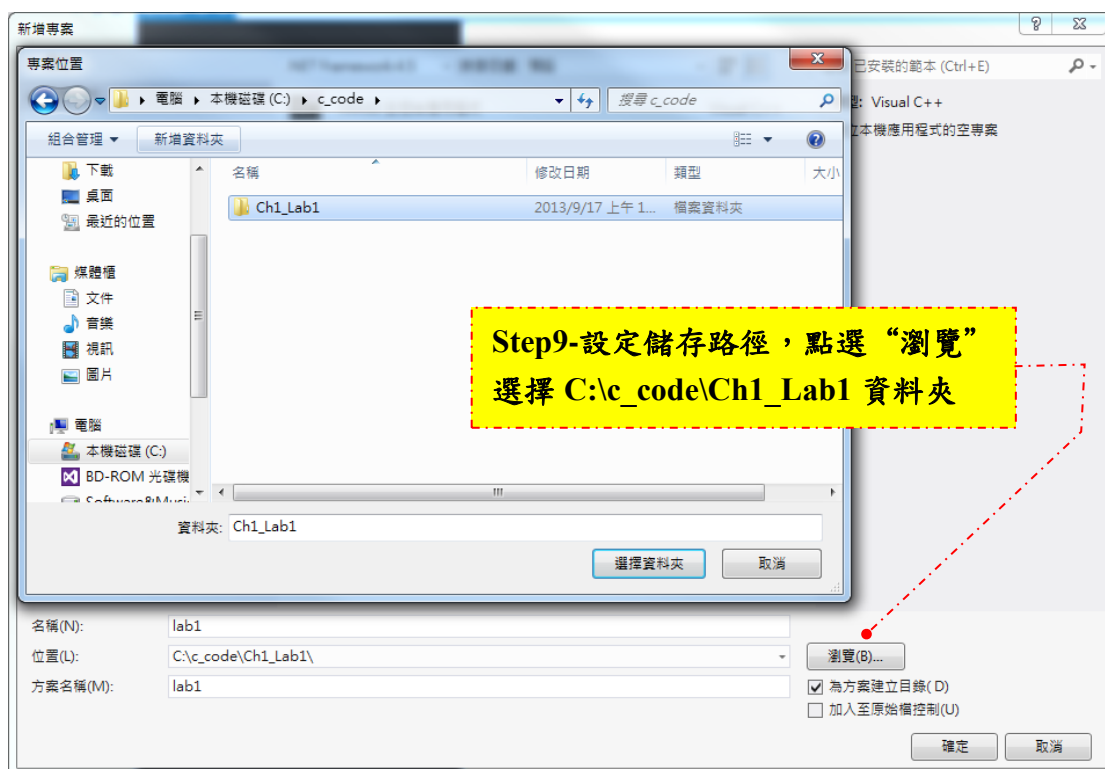 新增專案
專案位置
已安裝的範本 (Ctrl+E)
電腦 ▸ 本機磁碟 (C:) ▸ c_code ▸
搜尋 c_code
Visual C++
組合管理 新增資料夾
立本機應用程式的空專案
下載
桌面
最近的位置
媒體櫃
文件
音樂
視訊
圖片
電腦
本機磁碟 (C:)
BD-ROM 光碟機
名稱 修改日期 類型 大小
Ch1_Lab1 2013/9/17 上午 1... 檔案資料夾
Step9-設定儲存路徑，點選“瀏覽”
選擇 C:\c_code\Ch1_Lab1 資料夾
資料夾: Ch1_Lab1
選擇資料夾 取消
名稱(N): lab1
位置(L): C:\c_code\Ch1_Lab1\
瀏覽(B)...
方案名稱(M): lab1
為方案建立目錄(D)
加入至原始檔控制(U)
確定 取消